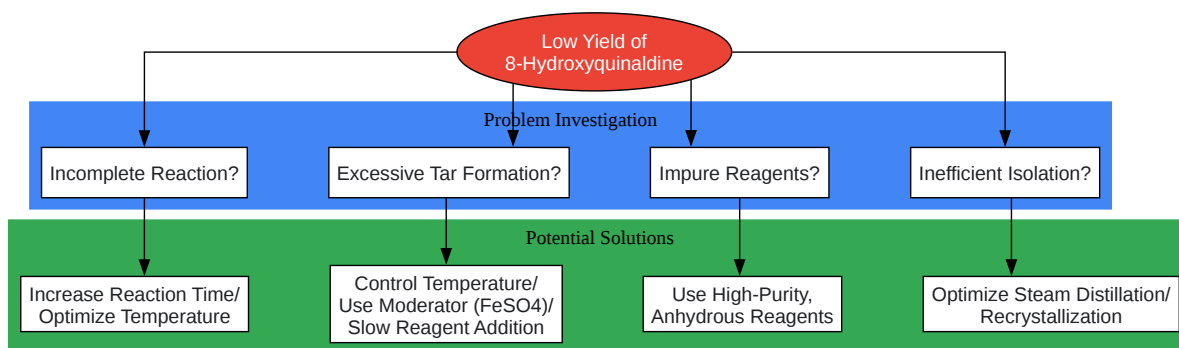 Low Yield of
8-Hydroxyquinaldine
Problem Investigation
Incomplete Reaction?
Excessive Tar Formation?
Impure Reagents?
Inefficient Isolation?
Potential Solutions
Increase Reaction Time/
Optimize Temperature
Control Temperature/
Use Moderator (FeSO4)/
Slow Reagent Addition
Use High-Purity,
Anhydrous Reagents
Optimize Steam Distillation/
Recrystallization